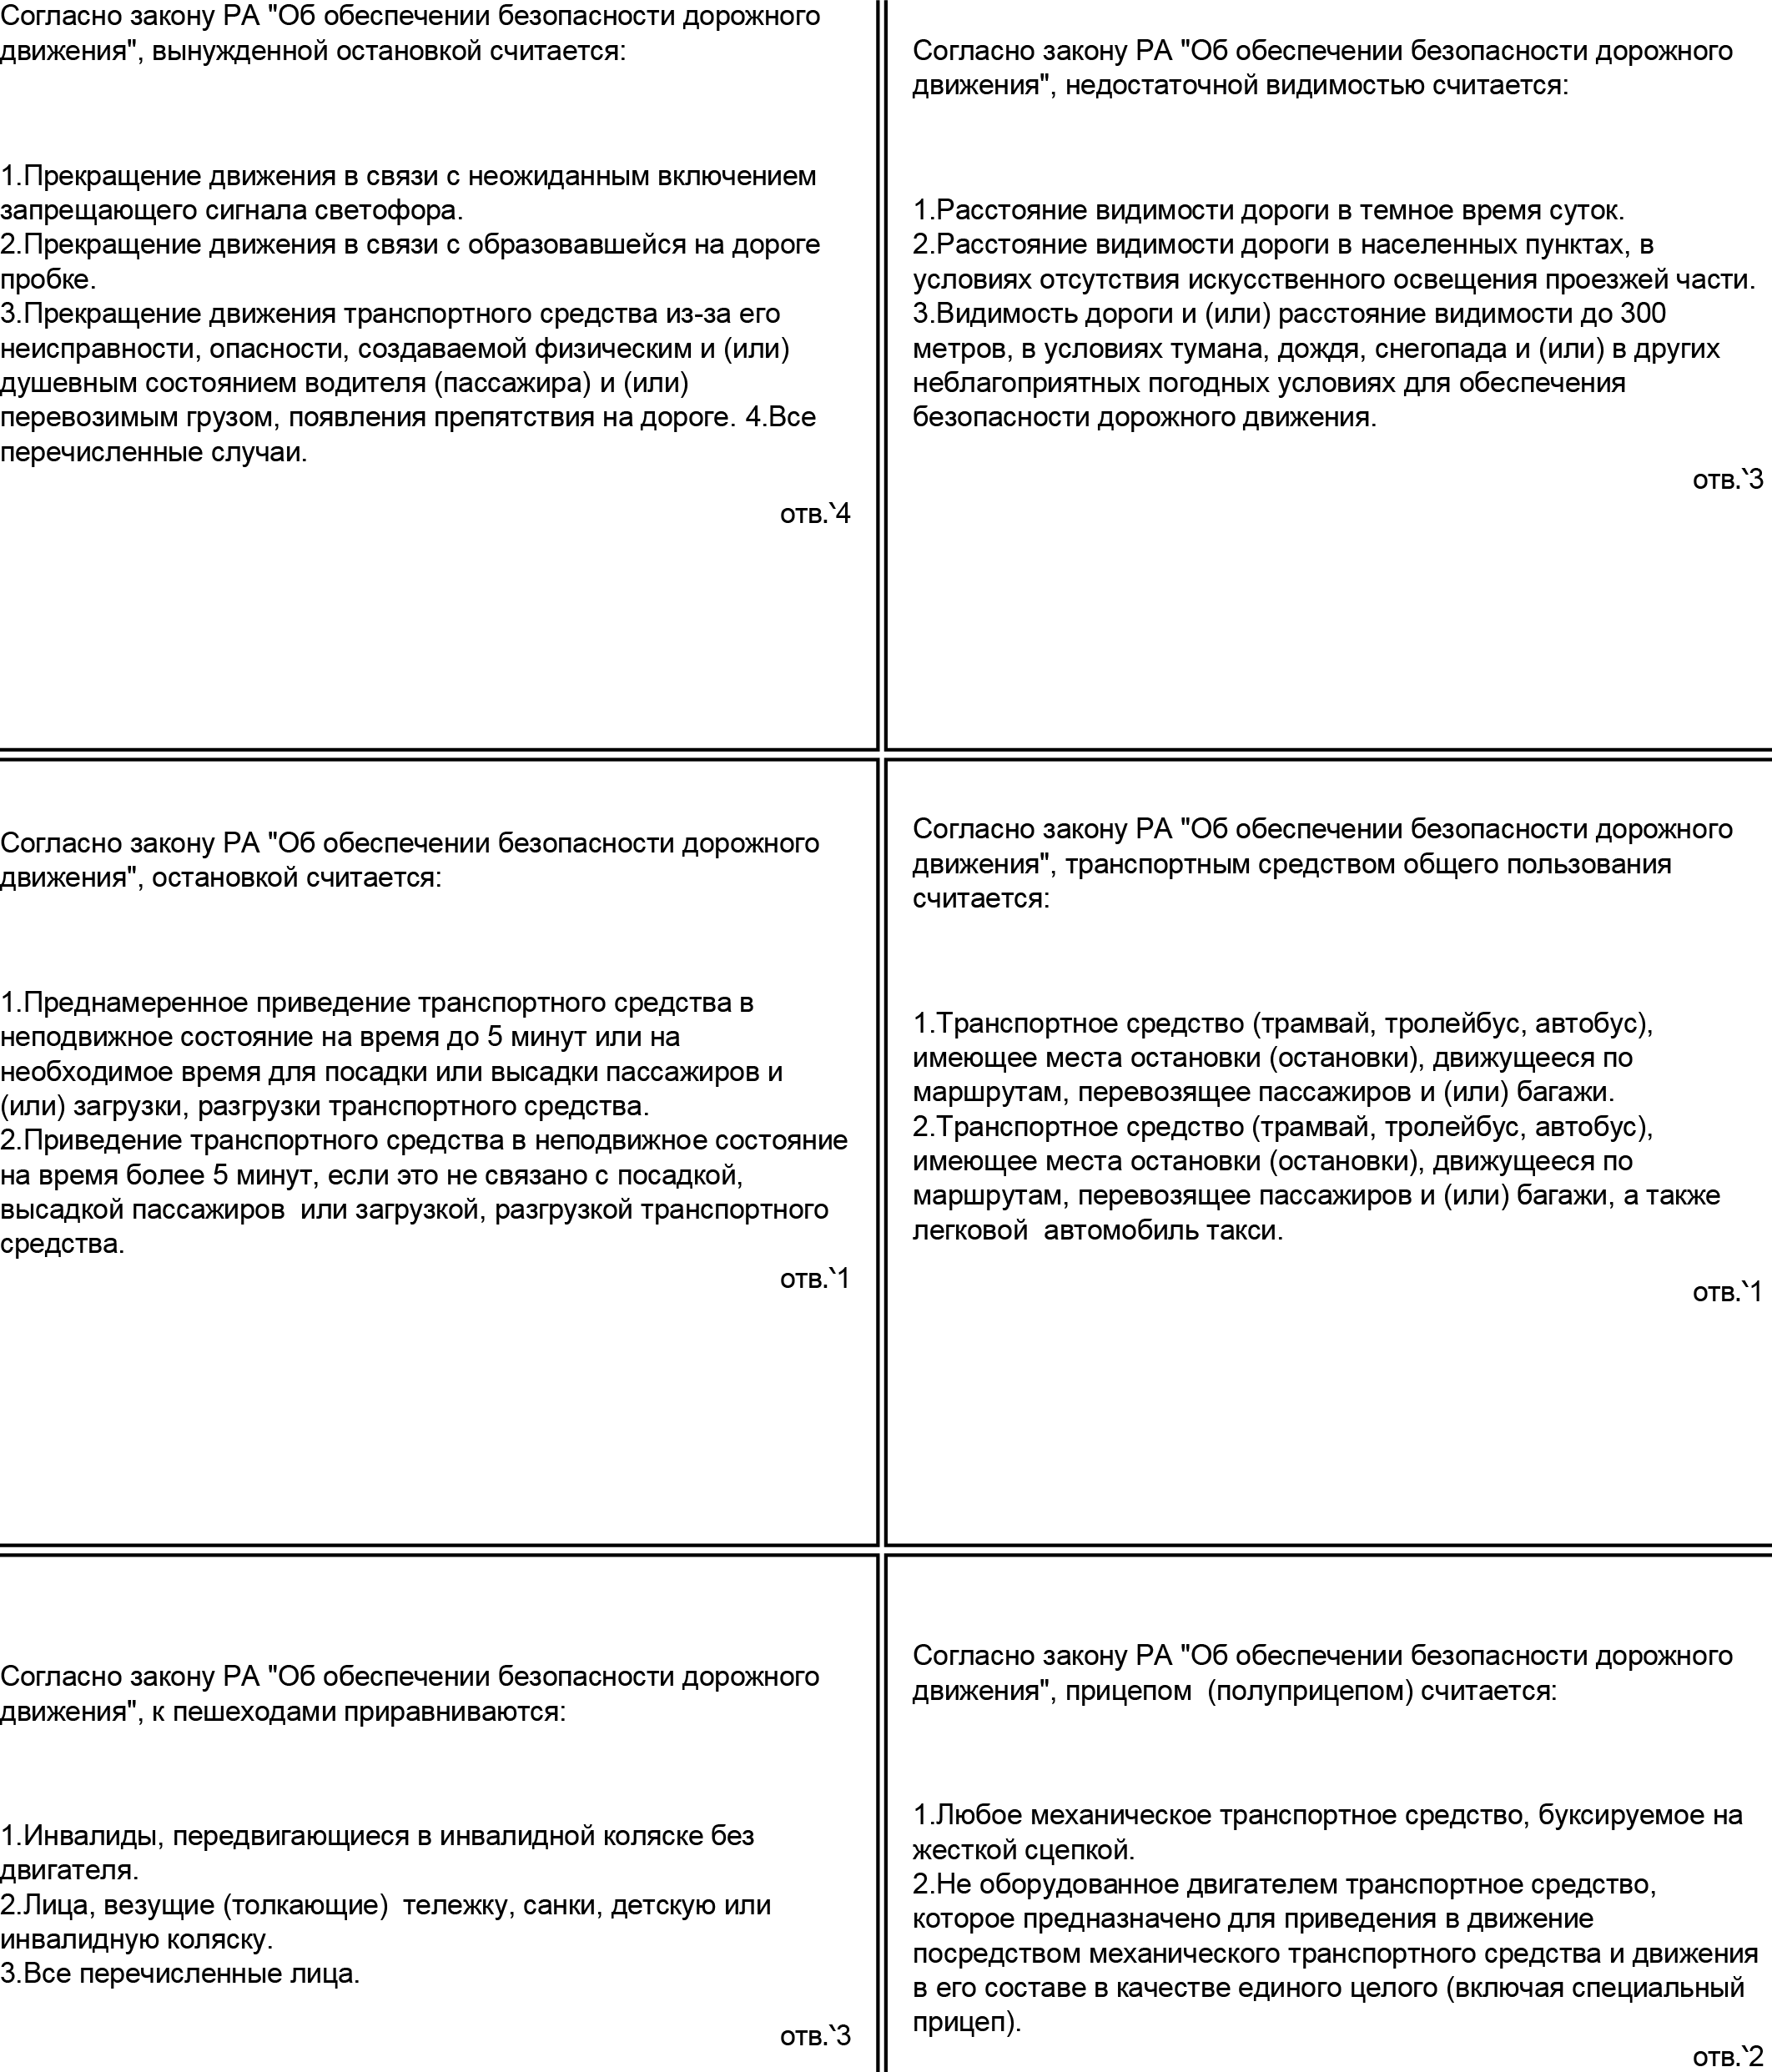 Согласно закону РА "Об обеспечении безопасности дорожного
движения", вынужденной остановкой считается:
1.Прекращение движения в связи с неожиданным включением
запрещающего сигнала светофора.
2.Прекращение движения в связи с образовавшейся на дороге
пробке.
3.Прекращение движения транспортного средства из-за его
неисправности, опасности, создаваемой физическим и (или)
душевным состоянием водителя (пассажира) и (или)
перевозимым грузом, появления препятствия на дороге. 4.Все
перечисленные случаи.
отв.՝4
Согласно закону РА "Об обеспечении безопасности дорожного
движения", недостаточной видимостью считается:
1.Расстояние видимости дороги в темное время суток.
2.Расстояние видимости дороги в населенных пунктах, в
условиях отсутствия искусственного освещения проезжей части.
3.Видимость дороги и (или) расстояние видимости до 300
метров, в условиях тумана, дождя, снегопада и (или) в других
неблагоприятных погодных условиях для обеспечения
безопасности дорожного движения.
отв.՝3
Согласно закону РА "Об обеспечении безопасности дорожного
движения", остановкой считается:
1.Преднамеренное приведение транспортного средства в
неподвижное состояние на время до 5 минут или на
необходимое время для посадки или высадки пассажиров и
(или) загрузки, разгрузки транспортного средства.
2.Приведение транспортного средства в неподвижное состояние
на время более 5 минут, если это не связано с посадкой,
высадкой пассажиров  или загрузкой, разгрузкой транспортного
средства.
отв.՝1
Согласно закону РА "Об обеспечении безопасности дорожного
движения", транспортным средством общего пользования
считается:
1.Транспортное средство (трамвай, тролейбус, автобус),
имеющее места остановки (остановки), движущееся по
маршрутам, перевозящее пассажиров и (или) багажи.
2.Транспортное средство (трамвай, тролейбус, автобус),
имеющее места остановки (остановки), движущееся по
маршрутам, перевозящее пассажиров и (или) багажи, а также
легковой  автомобиль такси.
отв.՝1
Согласно закону РА "Об обеспечении безопасности дорожного
движения", к пешеходами приравниваются:
1.Инвалиды, передвигающиеся в инвалидной коляске без
двигателя.
2.Лица, везущие (толкающие)  тележку, санки, детскую или
инвалидную коляску.
3.Все перечисленные лица.
отв.՝3
Согласно закону РА "Об обеспечении безопасности дорожного
движения", прицепом  (полуприцепом) считается:
1.Любое механическое транспортное средство, буксируемое на
жесткой сцепкой.
2.Не оборудованное двигателем транспортное средство,
которое предназначено для приведения в движение
посредством механического транспортного средства и движения
в его составе в качестве единого целого (включая специальный
прицеп).
отв.՝2